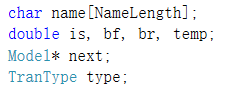 char name[NameLength];
double is, bf, br, temp;
Model* next;
TranType type;